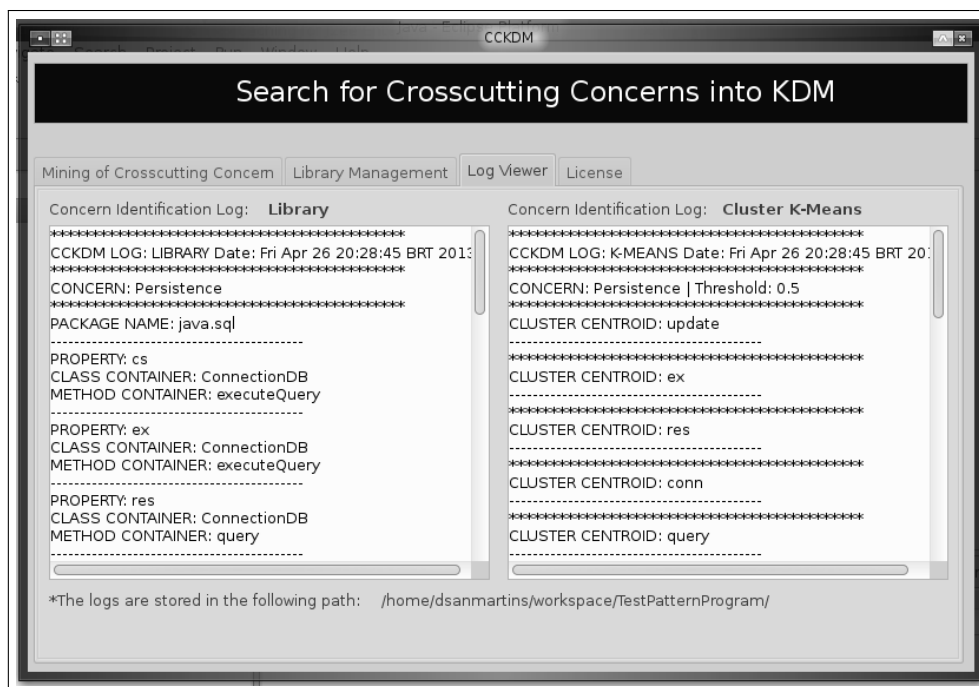 CCKDM
Search for Crosscutting Concerns into KDM
Mining of Crosscutting Concern
Library Management
Log Viewer
License
Concern Identification Log: Library
**************************************************
CCKDM LOG: LIBRARY Date: Fri Apr 26 20:28:45 BRT 2013
**************************************************
CONCERN: Persistence
**************************************************
PACKAGE NAME: java.sql
------------------------------------------
PROPERTY: cs
CLASS CONTAINER: ConnectionDB
METHOD CONTAINER: executeQuery
------------------------------------------
PROPERTY: ex
CLASS CONTAINER: ConnectionDB
METHOD CONTAINER: executeQuery
------------------------------------------
PROPERTY: res
CLASS CONTAINER: ConnectionDB
METHOD CONTAINER: query
------------------------------------------
Concern Identification Log: Cluster K-Means
**************************************************
CCKDM LOG: K-MEANS Date: Fri Apr 26 20:28:45 BRT 20
**************************************************
CONCERN: Persistence | Threshold: 0.5
**************************************************
CLUSTER CENTROID: update
------------------------------------------
**************************************************
CLUSTER CENTROID: ex
------------------------------------------
**************************************************
CLUSTER CENTROID: res
------------------------------------------
**************************************************
CLUSTER CENTROID: conn
------------------------------------------
**************************************************
CLUSTER CENTROID: query
------------------------------------------
*The logs are stored in the following path: /home/dsanmartins/workspace/TestPatternProgram/